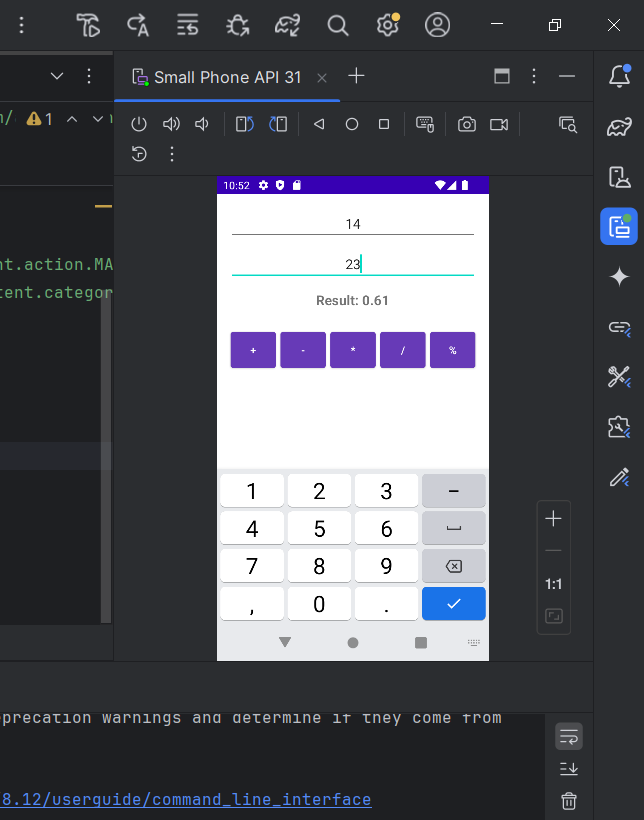 Small Phone API 31
n/
1
10:52
14
23
nt.action.MA
tent.categor
Result: 0.61
+ - * / %
1 2 3 -
4 5 6
7 8 9
, 0 .
1:1
precation warnings and determine if they come from
8.12/userguide/command_line_interface